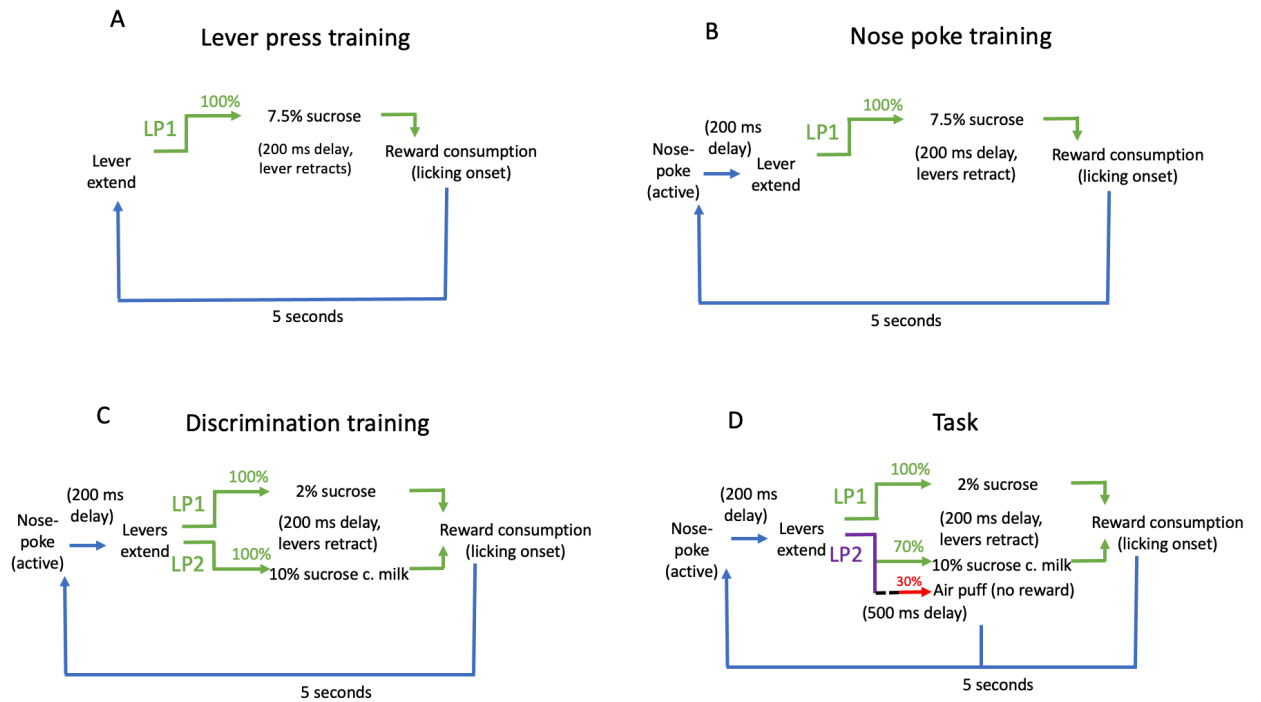 A
Lever press training
100%
LP1
7.5% sucrose
(200 ms delay,
lever retracts)
Lever
extend
Reward consumption
(licking onset)
5 seconds
B
Nose poke training
Nose-
poke
(active)
(200 ms
delay)
Lever
extend
LP1
100%
7.5% sucrose
(200 ms delay,
levers retract)
Reward consumption
(licking onset)
5 seconds
C
Discrimination training
Nose-
poke
(active)
(200 ms
delay)
Levers
extend
LP1
100%
2% sucrose
(200 ms delay,
levers retract)
LP2
100%
10% sucrose c. milk
Reward consumption
(licking onset)
5 seconds
D
Task
Nose-
poke
(active)
(200 ms
delay)
Levers
extend
LP1
100%
2% sucrose
(200 ms delay,
levers retract)
LP2
70%
10% sucrose c. milk
30%
Air puff (no reward)
(500 ms delay)
Reward consumption
(licking onset)
5 seconds